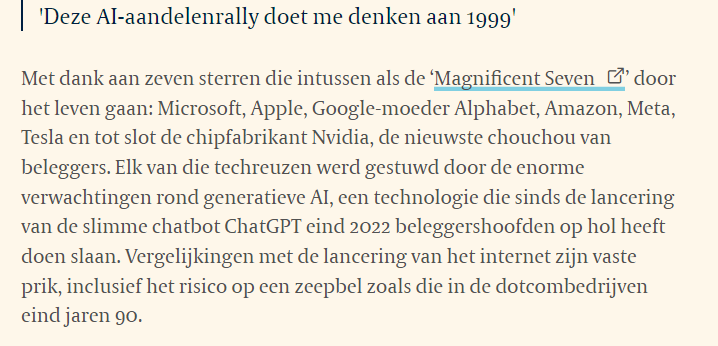 'Deze AI-aandelenrally doet me denken aan 1999'
Met dank aan zeven sterren die intussen als de ‘Magnificent Seven’ door
het leven gaan: Microsoft, Apple, Google-moeder Alphabet, Amazon, Meta,
Tesla en tot slot de chipfabrikant Nvidia, de nieuwste chouchou van
beleggers. Elk van die techreuzen werd gestuwd door de enorme
verwachtingen rond generatieve AI, een technologie die sinds de lancering
van de slimme chatbot ChatGPT eind 2022 beleggershoofden op hol heeft
doen slaan. Vergelijkingen met de lancering van het internet zijn vaste
prik, inclusief het risico op een zeepbel zoals die in de dotcombedrijven
eind jaren 90.